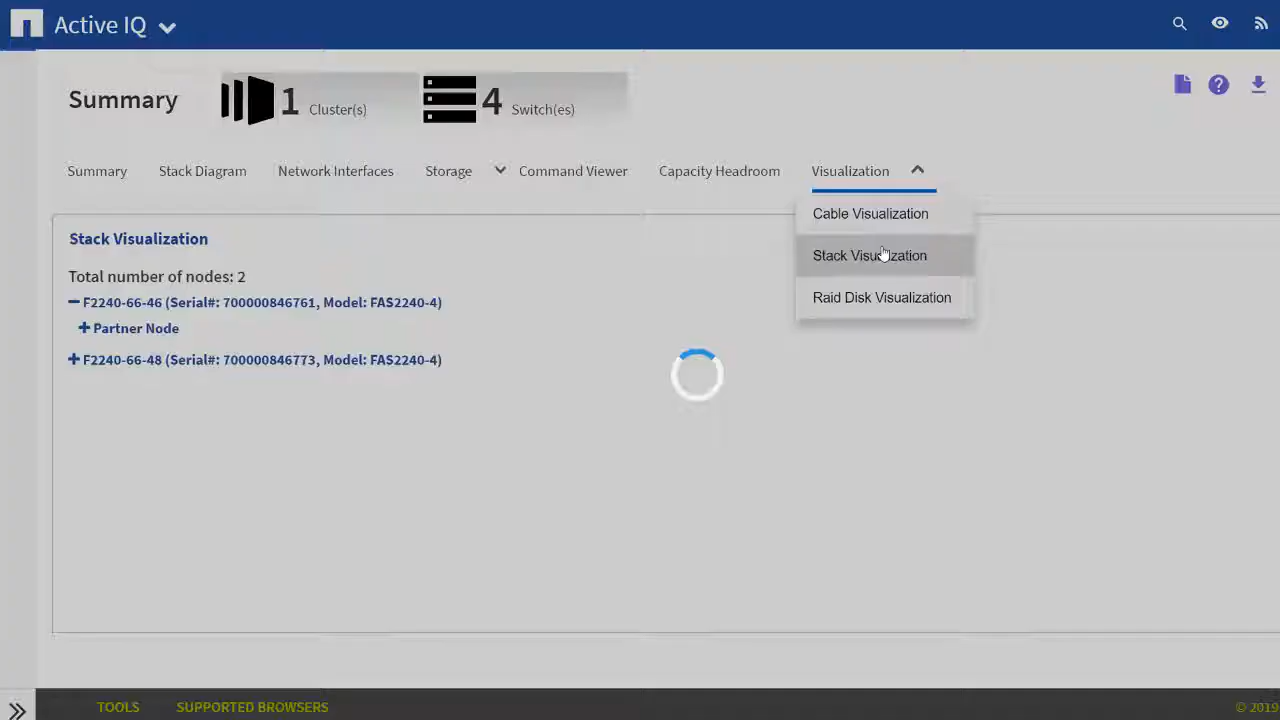 Active IQ
Summary
1 Cluster(s)
4 Switch(es)
Summary Stack Diagram Network Interfaces Storage Command Viewer Capacity Headroom Visualization
Cable Visualization
Stack Visualization
Raid Disk Visualization
Stack Visualization
Total number of nodes: 2
F2240-66-46 (Serial#: 700000846761, Model: FAS2240-4)
Partner Node
F2240-66-48 (Serial#: 700000846773, Model: FAS2240-4)
TOOLS SUPPORTED BROWSERS © 2019